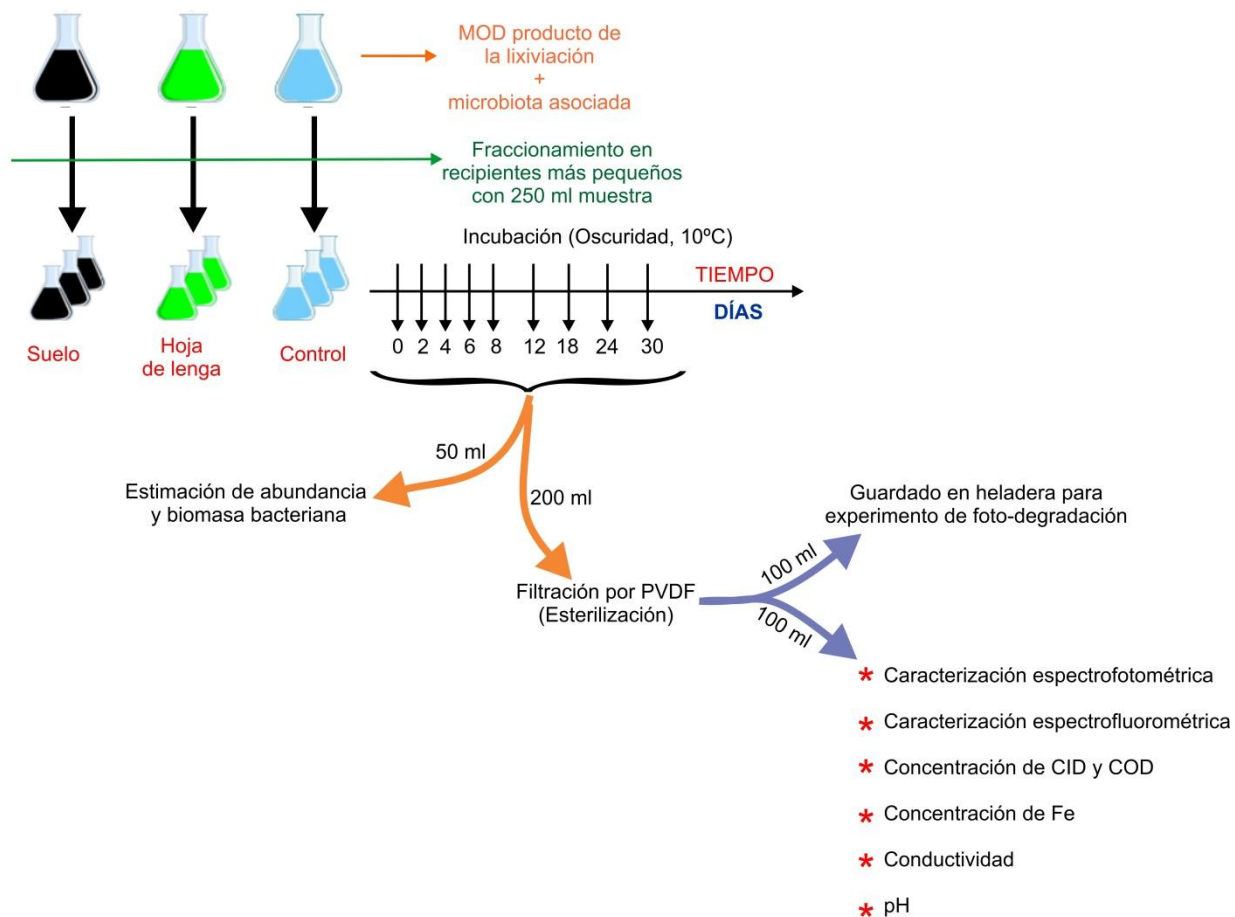 MOD producto de
la lixiviación
+
microbiota asociada
Fraccionamiento en
recipientes más pequeños
con 250 ml muestra
Incubación (Oscuridad, 10ºC)
TIEMPO
DÍAS
0 2 4 6 8 12 18 24 30
Suelo
Hoja
de lenga
Control
50 ml
200 ml
Estimación de abundancia
y biomasa bacteriana
Filtración por PVDF
(Esterilización)
100 ml
100 ml
Guardado en heladera para
experimento de foto-degradación
* Caracterización espectrofotométrica
* Caracterización espectrofluorométrica
* Concentración de CID y COD
* Concentración de Fe
* Conductividad
* pH